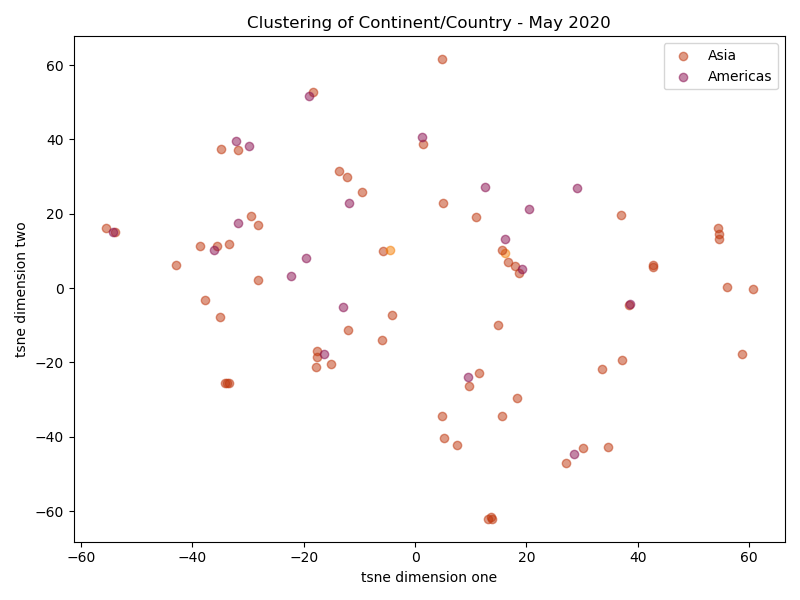 Clustering of Continent/Country - May 2020
Asia
Americas
60
40
20
0
−20
−40
−60
tsne dimension two
−60
−40
−20
0
20
40
60
tsne dimension one